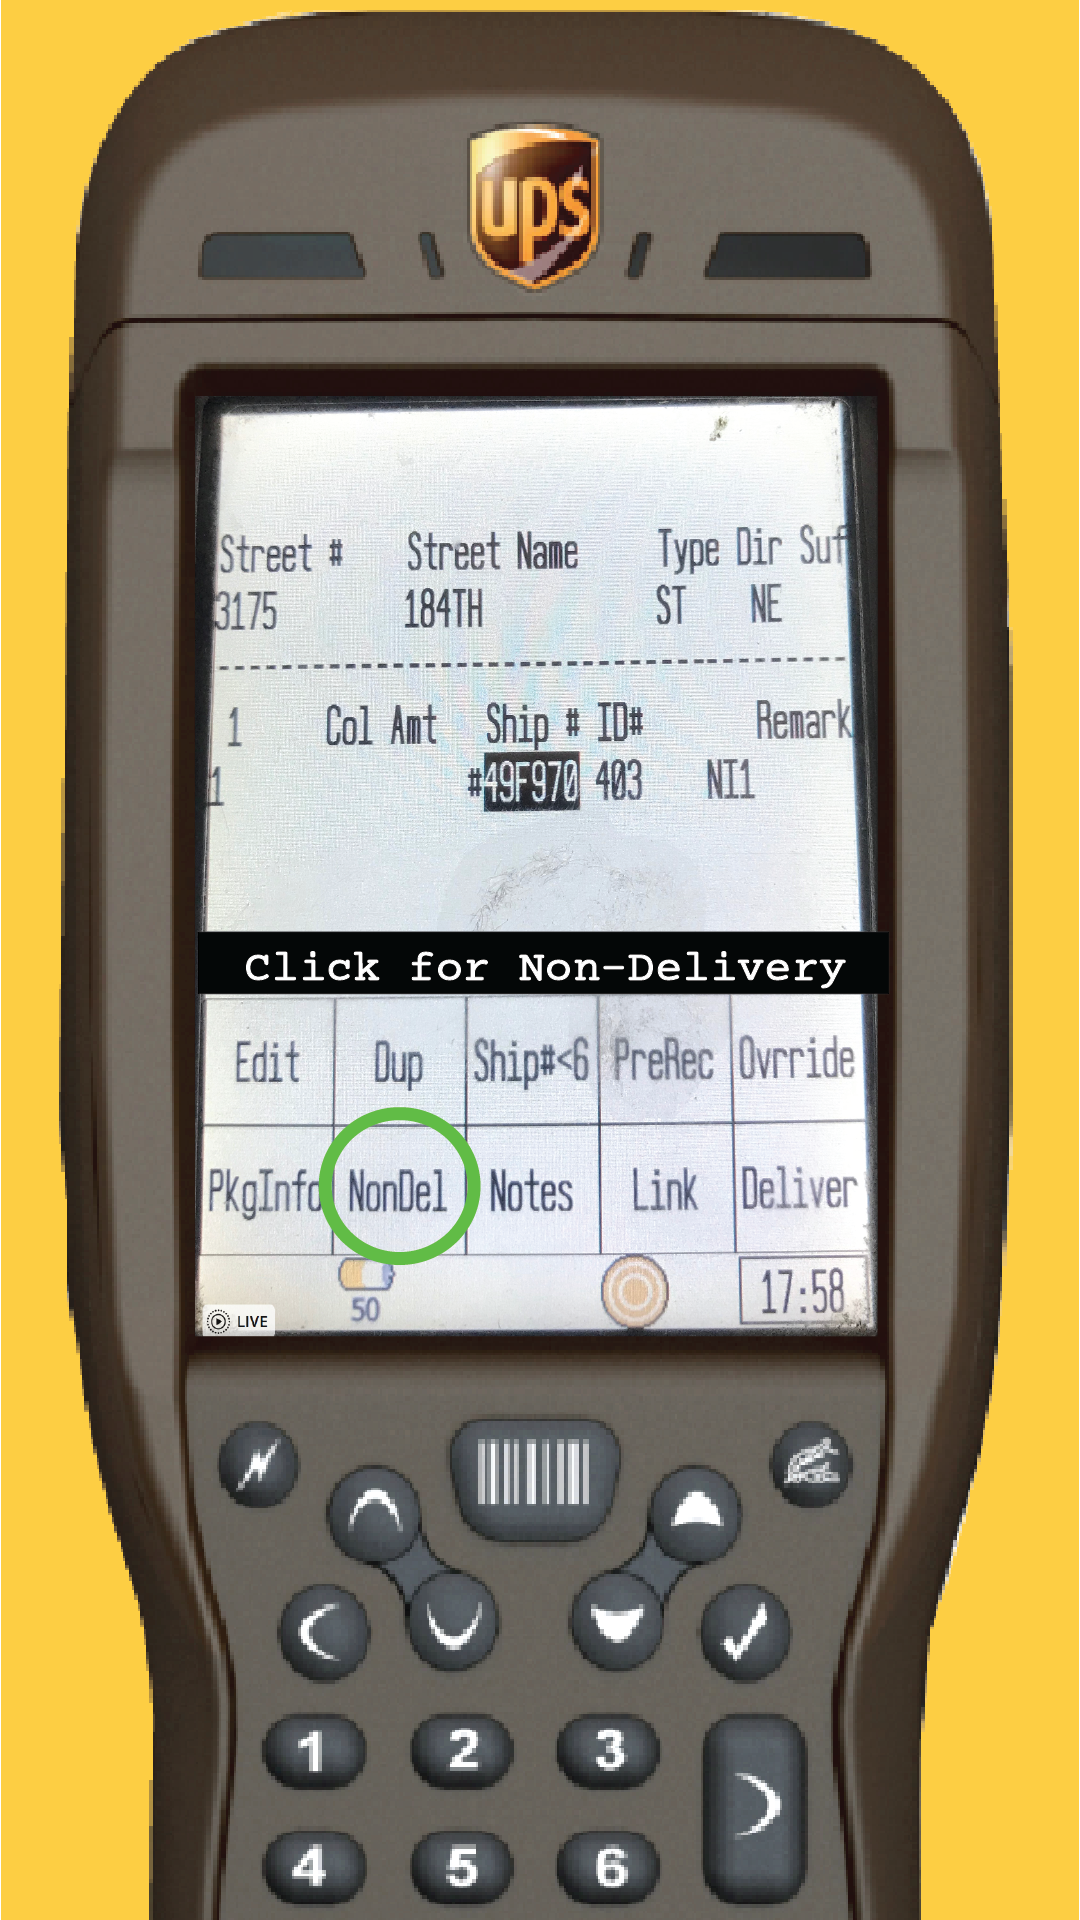 ups
Street # Street Name Type Dir Suf
3175 184TH ST NE
1 Col Amt Ship # ID# Remark
1 #49F970 403 NI1
Click for Non-Delivery
Edit Dup Ship#<6 PreRec Ovrride
PkgInfo NonDel Notes Link Deliver
50 17:58
LIVE
1 2 3
4 5 6